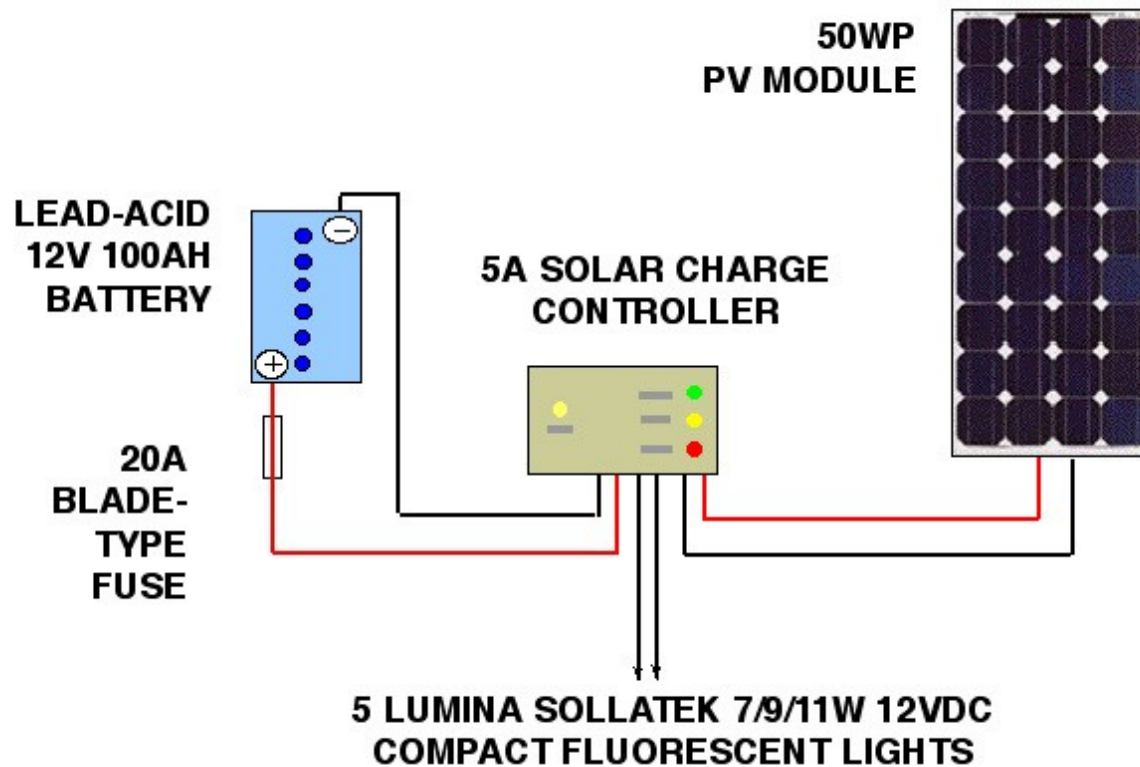 50WP
PV MODULE
LEAD-ACID
12V 100AH
BATTERY
5A SOLAR CHARGE
CONTROLLER
20A
BLADE-
TYPE
FUSE
5 LUMINA SOLLATEK 7/9/11W 12VDC
COMPACT FLUORESCENT LIGHTS